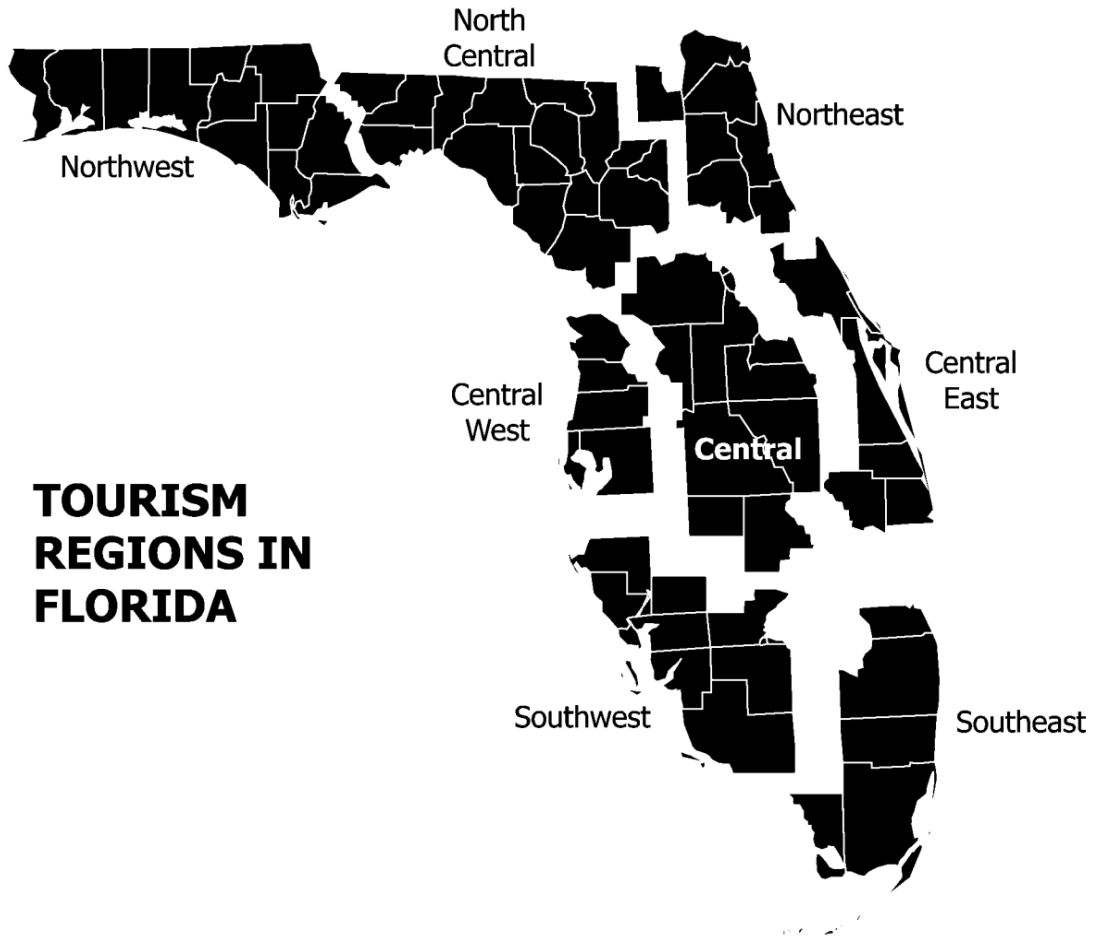 North
Central
Northeast
Northwest
Central
East
Central
West
Central
TOURISM
REGIONS IN
FLORIDA
Southwest
Southeast